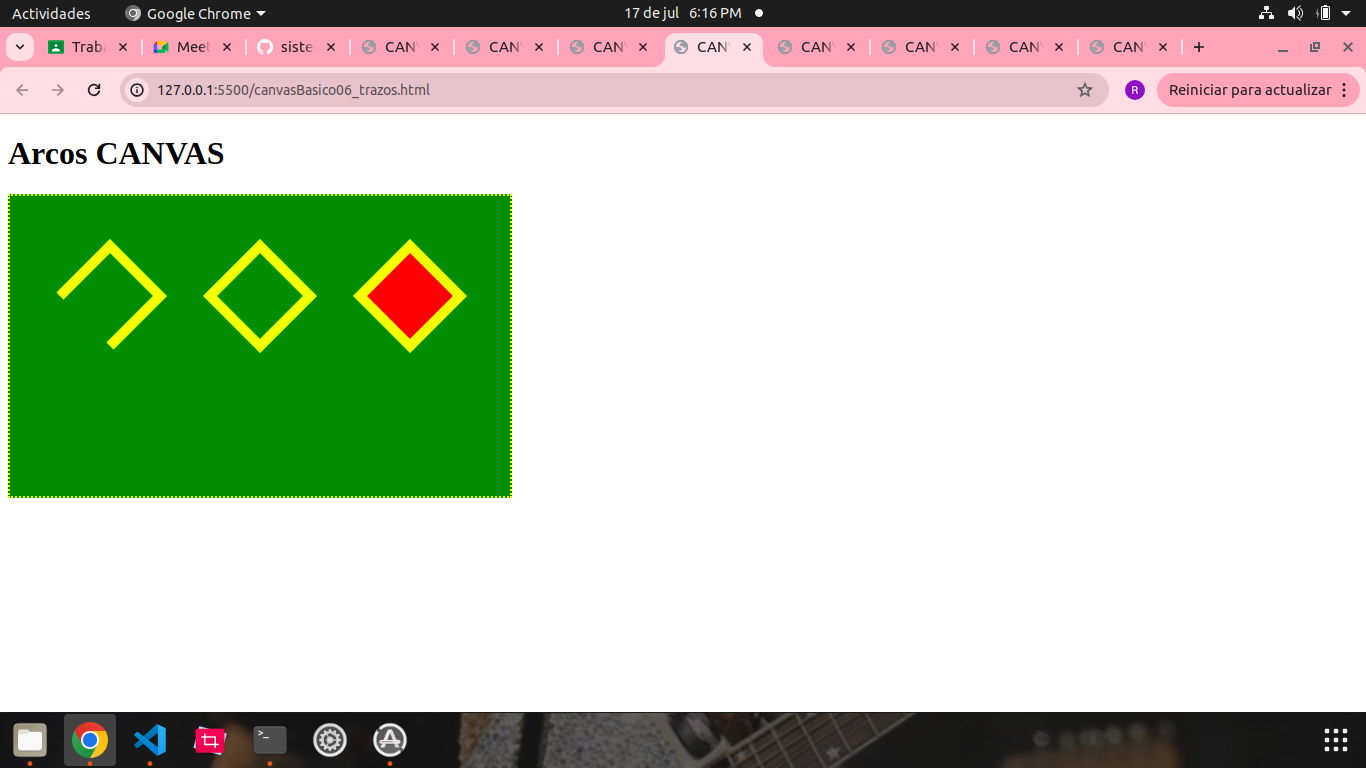 Actividades Google Chrome 17 de jul 6:16 PM
Trab Meet siste CAN CAN CAN CAN CAN CAN CAN CAN
127.0.0.1:5500/canvasBasico06_trazos.html R Reiniciar para actualizar
Arcos CANVAS